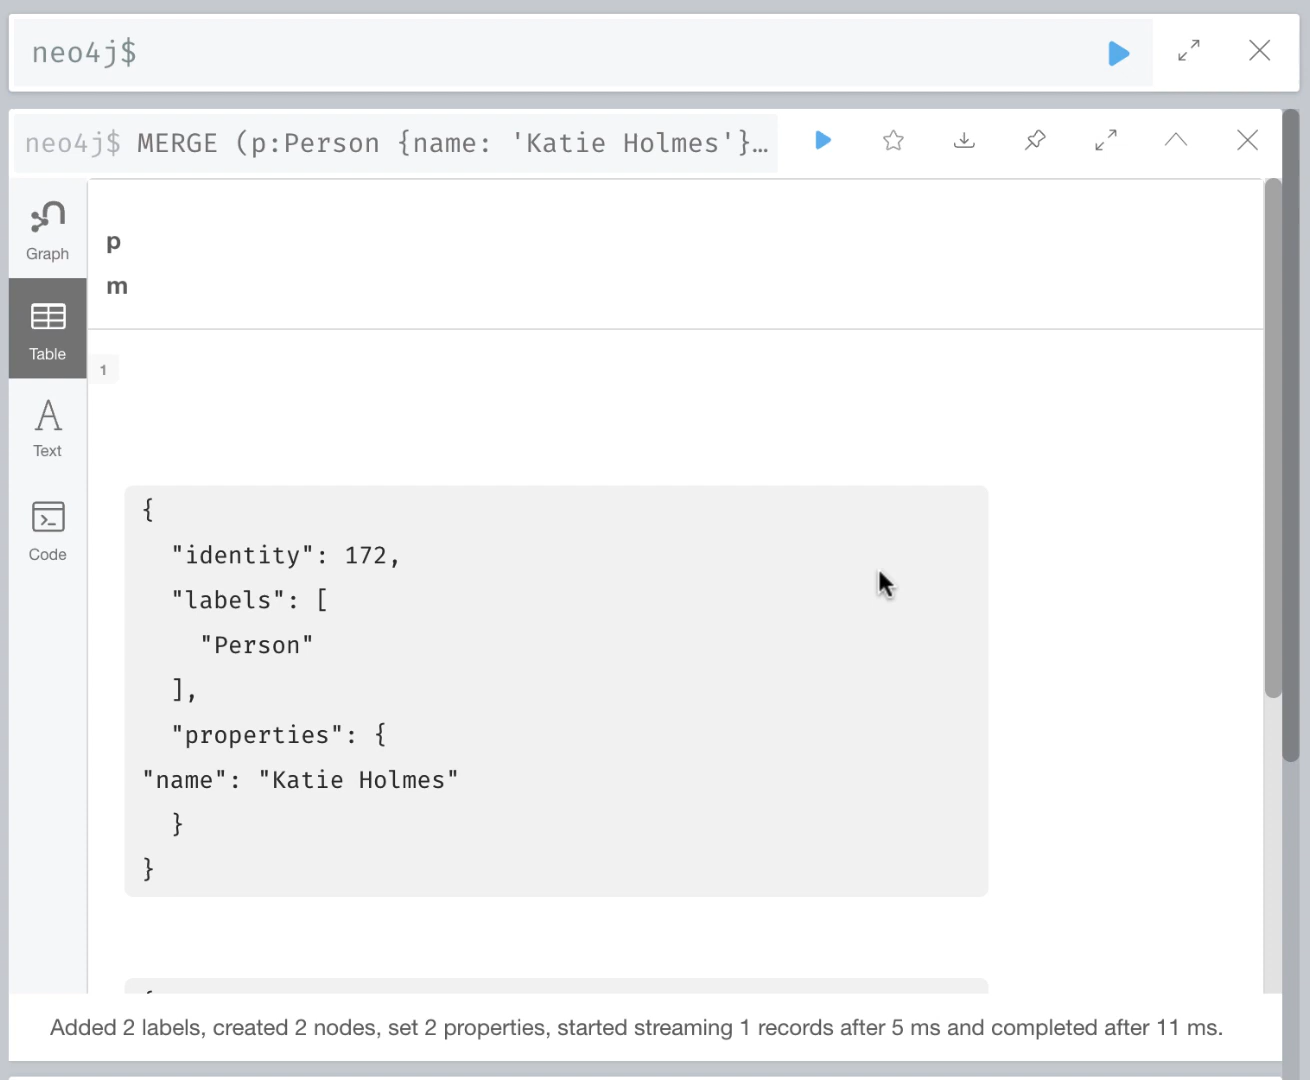 neo4j$
neo4j$ MERGE (p:Person {name: 'Katie Holmes'}…
Graph
Table
Text
Code
p
m
1
{
  "identity": 172,
  "labels": [
    "Person"
  ],
  "properties": {
"name": "Katie Holmes"
  }
}
Added 2 labels, created 2 nodes, set 2 properties, started streaming 1 records after 5 ms and completed after 11 ms.